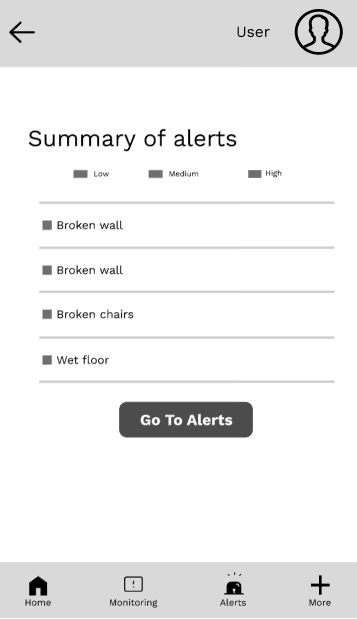 User
Summary of alerts
Low Medium High
Broken wall
Broken wall
Broken chairs
Wet floor
Go To Alerts
Home Monitoring Alerts More